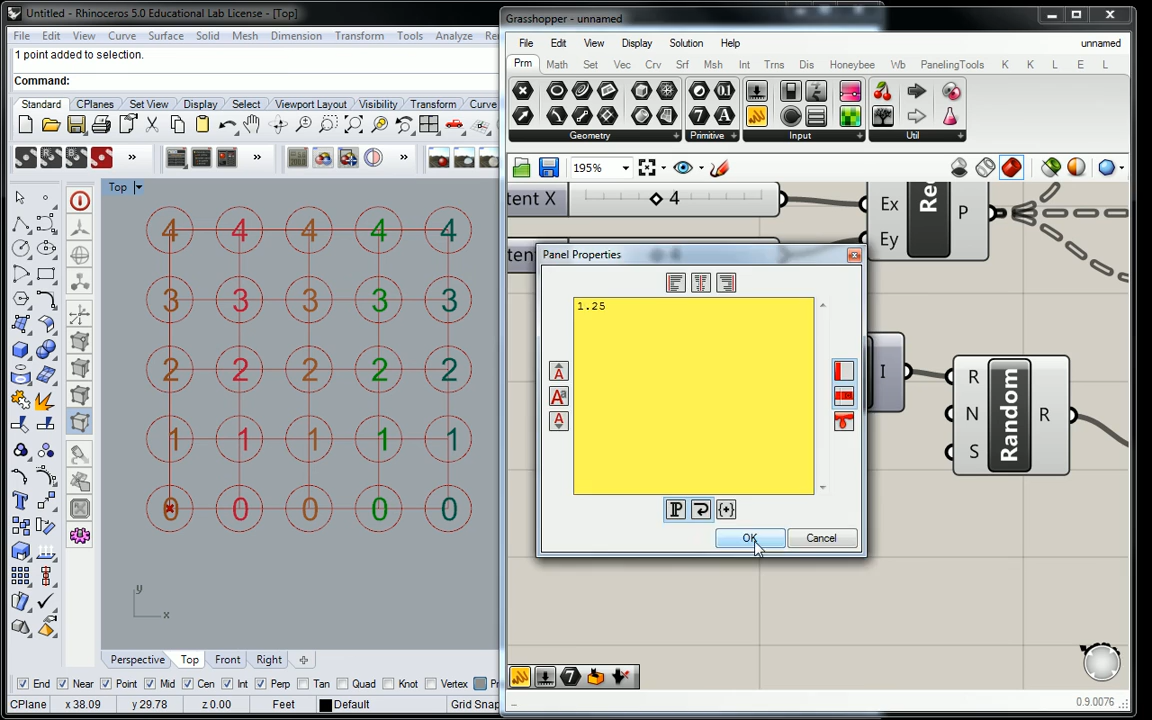 Untitled - Rhinoceros 5.0 Educational Lab License - [Top]
File Edit View Curve Surface Solid Mesh Dimension Transform Tools Analyze
1 point added to selection.
Command:
Standard CPlanes Set View Display Select Viewport Layout Visibility Transform Curve
Top
4 4 4 4 4
3 3 3 3 3
2 2 2 2 2
1 1 1 1 1
0 0 0 0 0
y
x
Perspective Top Front Right
End Near Point Mid Cen Int Perp Tan Quad Knot Vertex
CPlane x 38.09 y 29.78 z 0.00 Feet Default Grid Snap
Grasshopper - unnamed
File Edit View Display Solution Help unnamed
Prm Math Set Vec Crv Srf Msh Int Trns Dis Honeybee Wb PanelingTools K K L E L
Geometry Primitive Input Util
195%
tent X 4
Ex
Ey
P
Panel Properties
1.25
OK Cancel
I
R
N
S
Random
R
0.9.0076